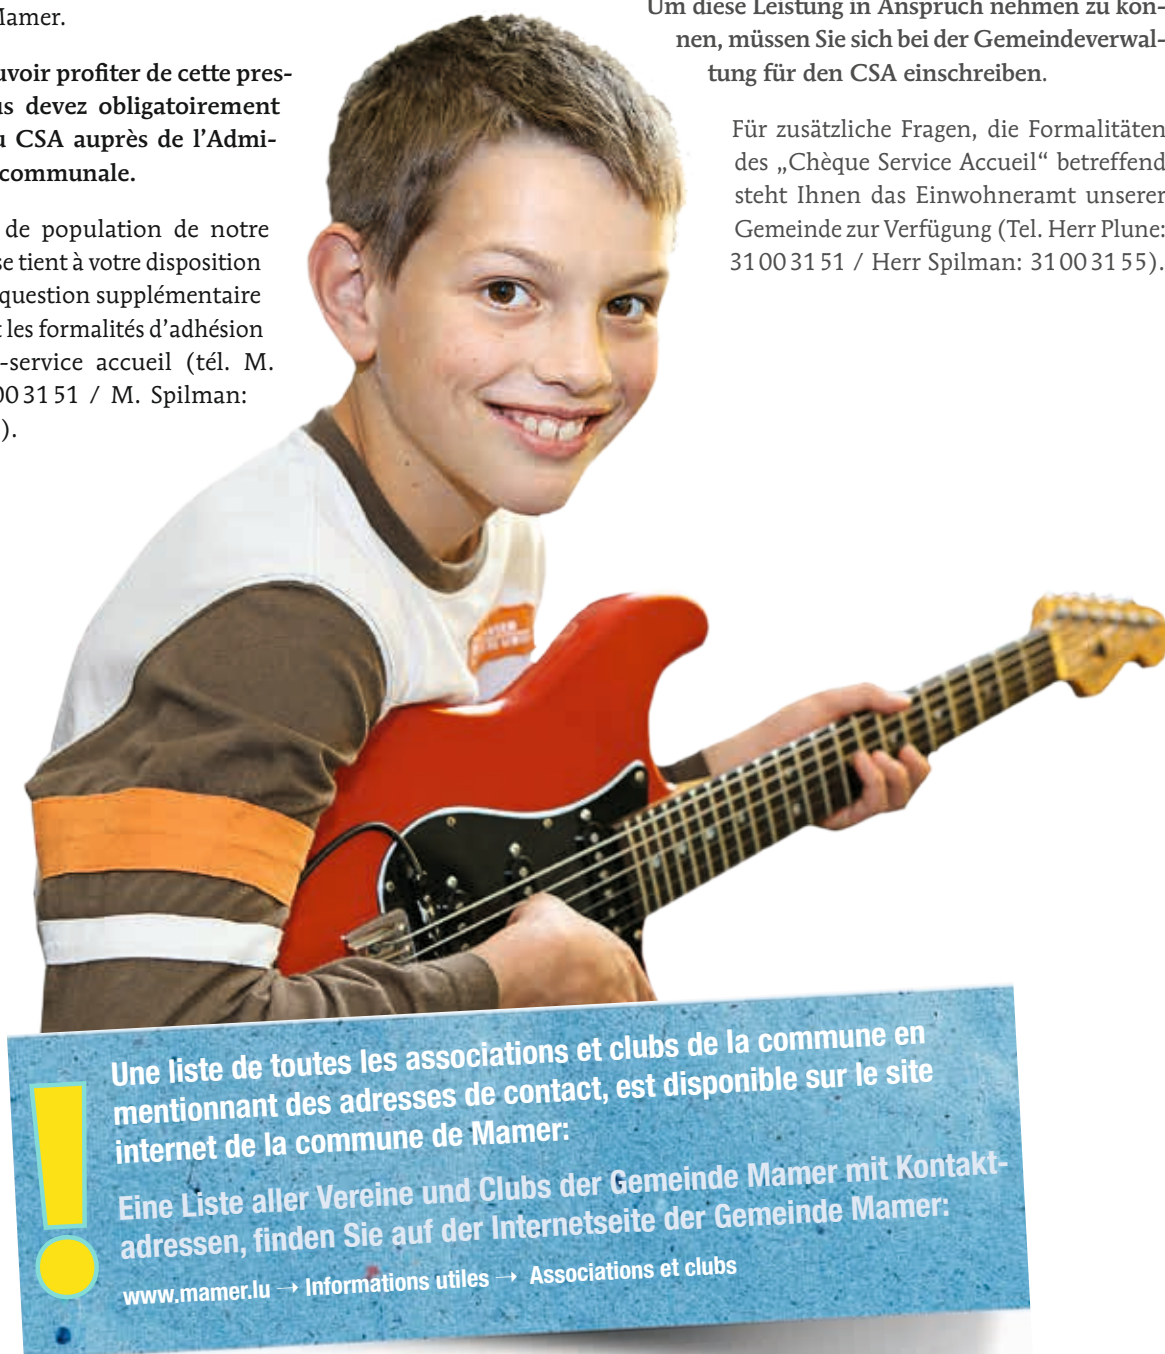 Mamer.
uvoir profiter de cette pres-
us devez obligatoirement
u CSA auprès de l'Admi-
communale.
de population de notre
se tient à votre disposition
question supplémentaire
les formalités d'adhésion
-service accueil (tél. M.
00 31 51 / M. Spilman:
).
Um diese Leistung in Anspruch nehmen zu kön-
nen, müssen Sie sich bei der Gemeindeverwal-
tung für den CSA einschreiben.
Für zusätzliche Fragen, die Formalitäten
des „Chèque Service Accueil“ betreffend
steht Ihnen das Einwohneramt unserer
Gemeinde zur Verfügung (Tel. Herr Plune:
31 00 31 51 / Herr Spilman: 31 00 31 55).
!
Une liste de toutes les associations et clubs de la commune en
mentionnant des adresses de contact, est disponible sur le site
internet de la commune de Mamer:
Eine Liste aller Vereine und Clubs der Gemeinde Mamer mit Kontakt-
adressen, finden Sie auf der Internetseite der Gemeinde Mamer:
www.mamer.lu → Informations utiles → Associations et clubs